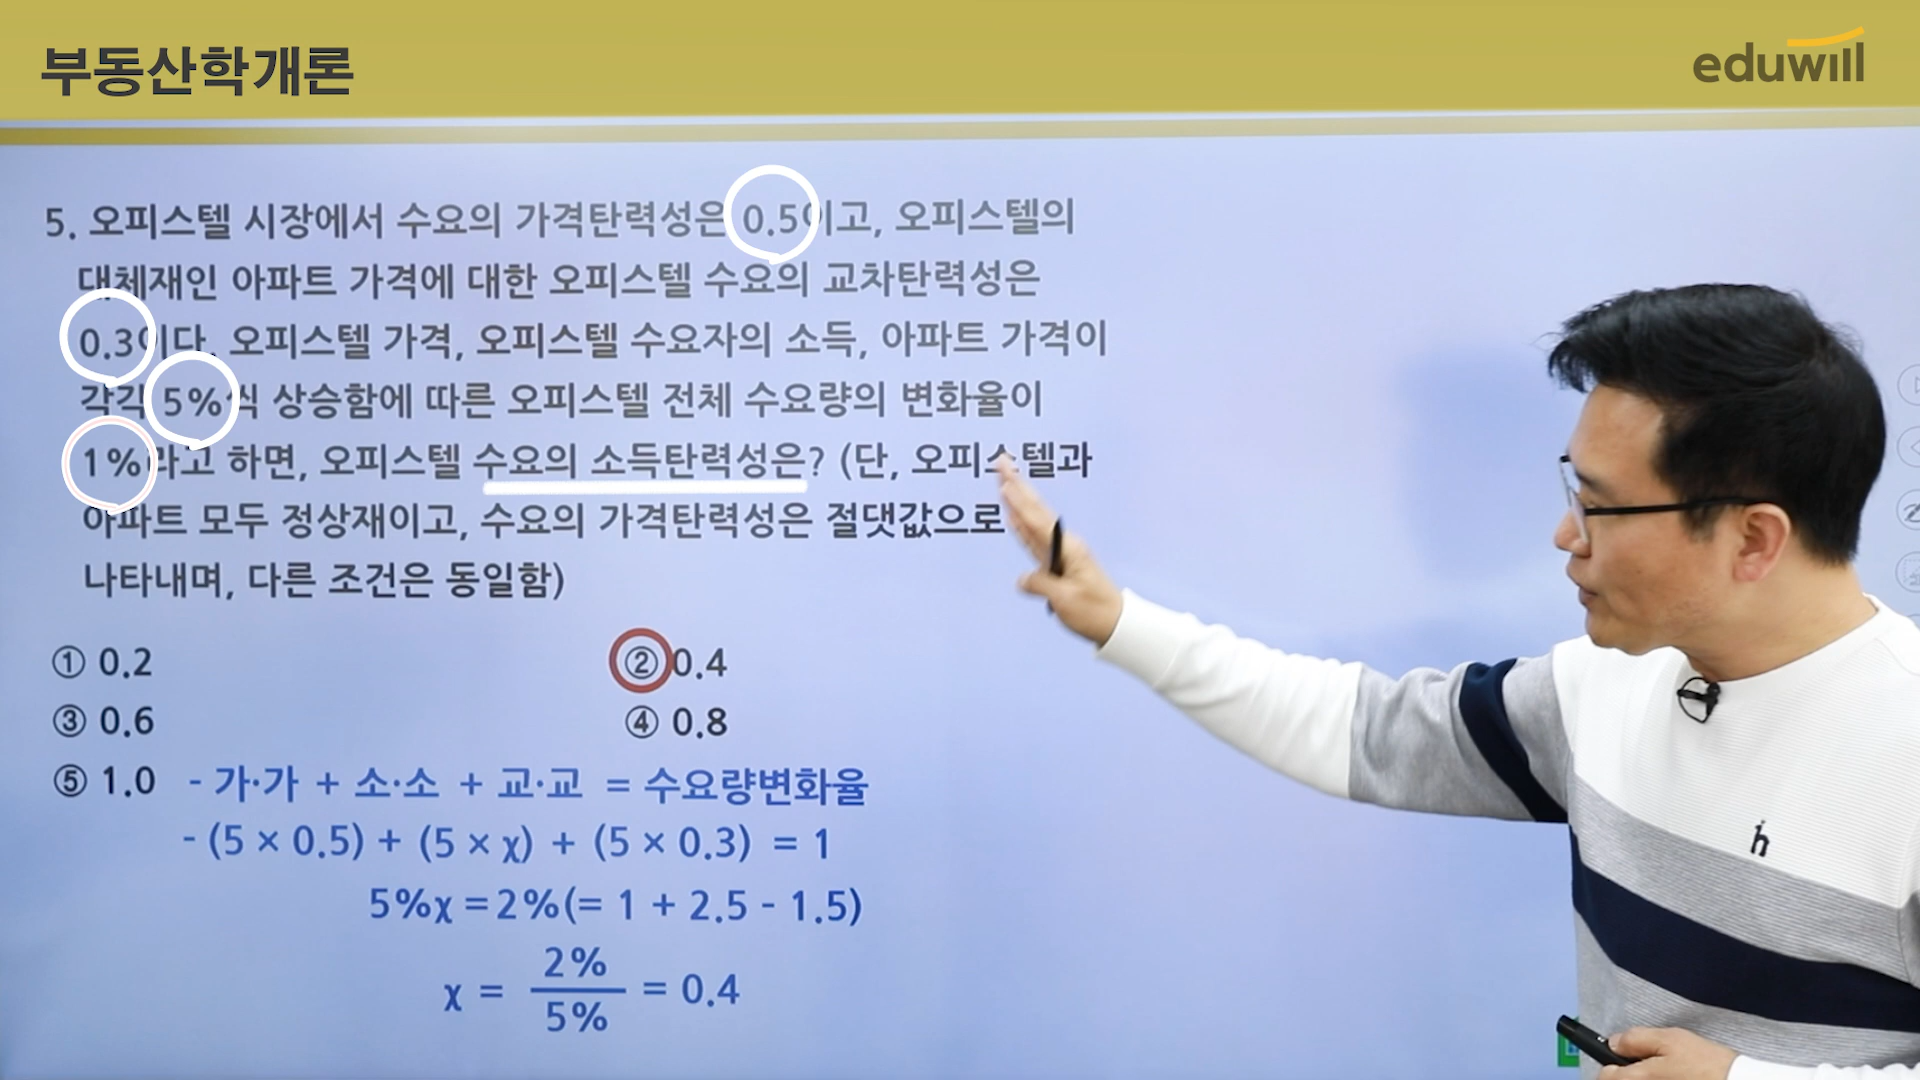 부동산학개론
eduwill
5. 오피스텔 시장에서 수요의 가격탄력성은 0.5이고, 오피스텔의
대체재인 아파트 가격에 대한 오피스텔 수요의 교차탄력성은
0.3이다. 오피스텔 가격, 오피스텔 수요자의 소득, 아파트 가격이
각각 5%씩 상승함에 따른 오피스텔 전체 수요량의 변화율이
1%라고 하면, 오피스텔 수요의 소득탄력성은? (단, 오피스텔과
아파트 모두 정상재이고, 수요의 가격탄력성은 절댓값으로
나타내며, 다른 조건은 동일함)
① 0.2 ② 0.4
③ 0.6 ④ 0.8
⑤ 1.0
- 가·가 + 소·소 + 교·교 = 수요량변화율
- (5 × 0.5) + (5 × χ) + (5 × 0.3) = 1
5%χ = 2%(= 1 + 2.5 - 1.5)
χ = 2% / 5% = 0.4
h